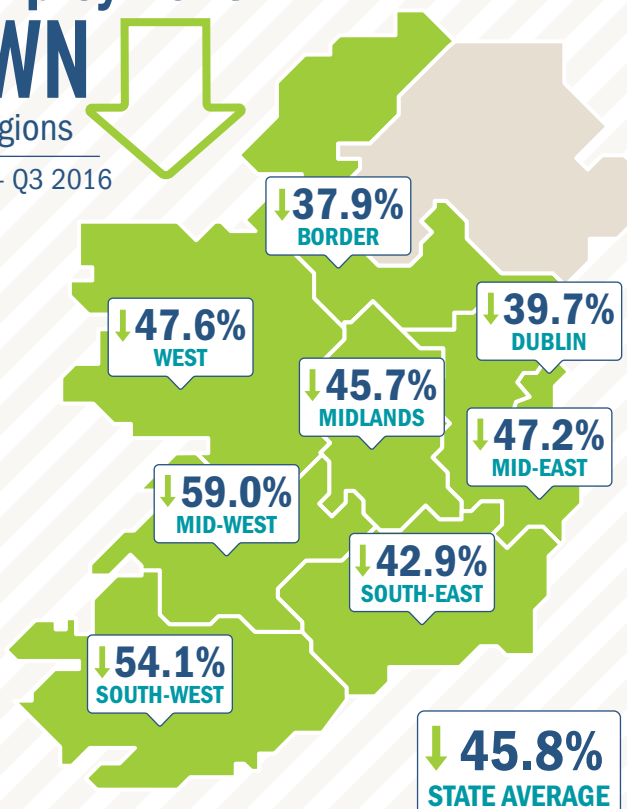 WN
gions
- Q3 2016
↓37.9%
BORDER
↓47.6%
WEST
↓39.7%
DUBLIN
↓45.7%
MIDLANDS
↓47.2%
MID-EAST
↓59.0%
MID-WEST
↓42.9%
SOUTH-EAST
↓54.1%
SOUTH-WEST
↓45.8%
STATE AVERAGE